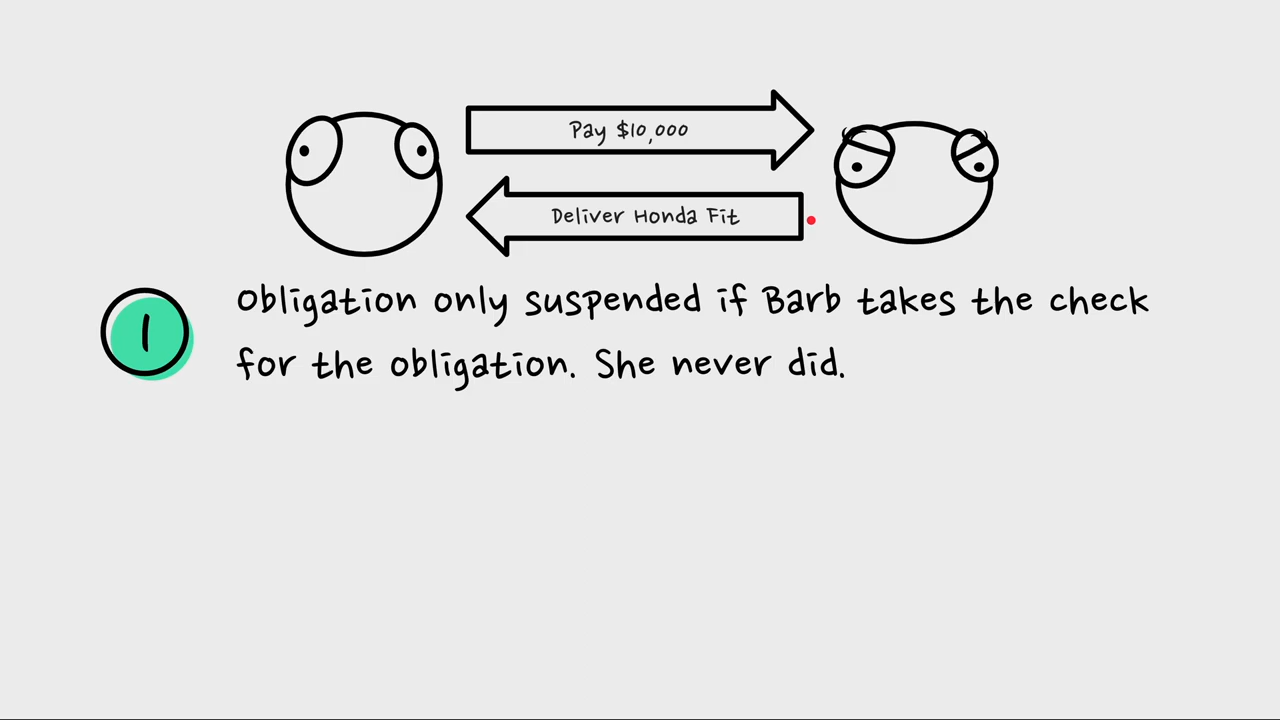 Pay $10,000
Deliver Honda Fit
1
Obligation only suspended if Barb takes the check
for the obligation. She never did.